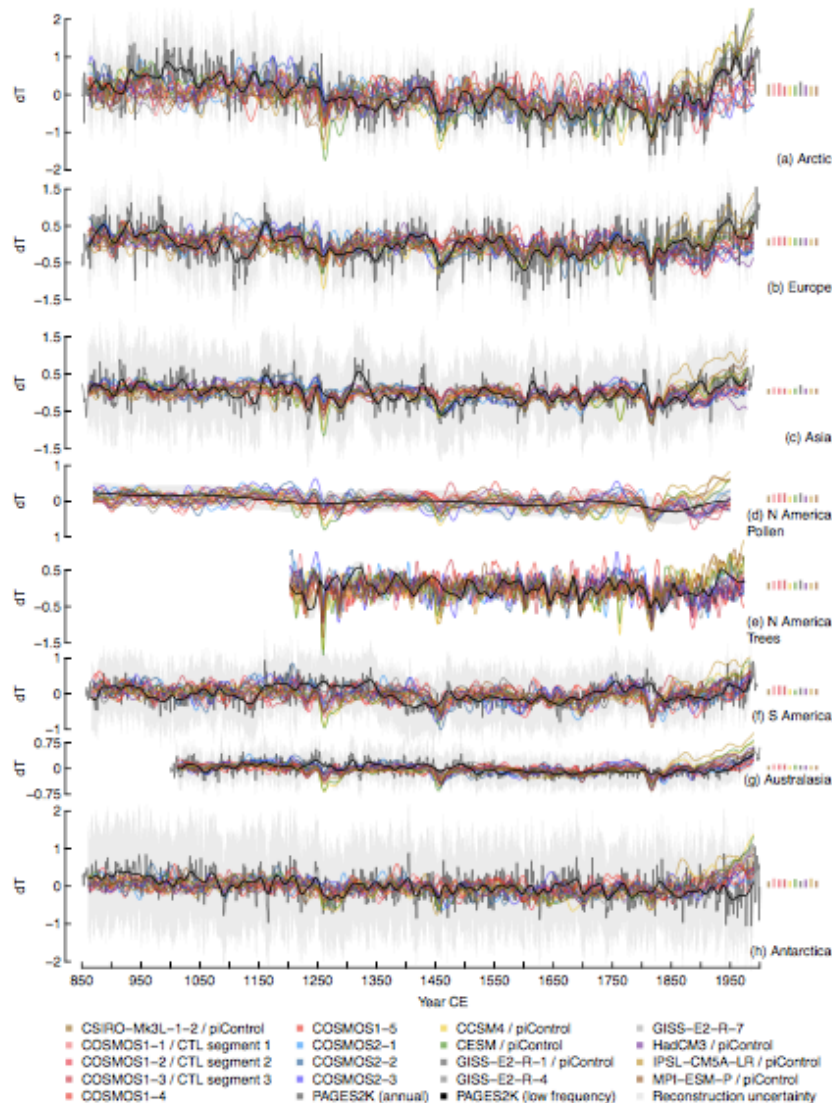 2
1
dT
0
−1
−2
(a) Arctic
1.5
0.5
dT
−0.5
−1.5
(b) Europe
1.5
0.5
dT
−0.5
−1.5
(c) Asia
1
dT
0
1
(d) N America
Pollen
0.5
dT
−0.5
−1.5
(e) N America
Trees
1
dT
0
−1
(f) S America
0.75
dT
0
−0.75
(g) Australasia
2
1
dT
0
−1
−2
(h) Antarctica
850 950 1050 1150 1250 1350 1450 1550 1650 1750 1850 1950
Year CE
CSIRO−Mk3L−1−2 / piControl COSMOS1−5 CCSM4 / piControl GISS−E2−R−7
COSMOS1−1 / CTL segment 1 COSMOS2−1 CESM / piControl HadCM3 / piControl
COSMOS1−2 / CTL segment 2 COSMOS2−2 GISS−E2−R−1 / piControl IPSL−CM5A−LR / piControl
COSMOS1−3 / CTL segment 3 COSMOS2−3 GISS−E2−R−4 MPI−ESM−P / piControl
COSMOS1−4 PAGES2K (annual) PAGES2K (low frequency) Reconstruction uncertainty